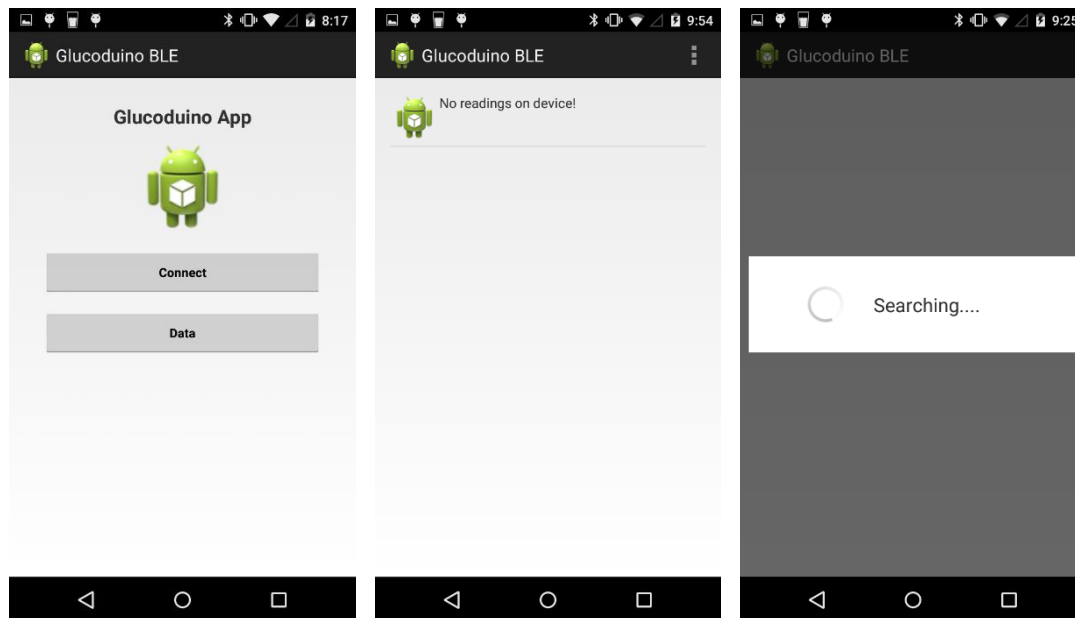 8:17
Glucoduino BLE
Glucoduino App
Connect
Data
9:54
Glucoduino BLE
No readings on device!
9:25
Glucoduino BLE
Searching....